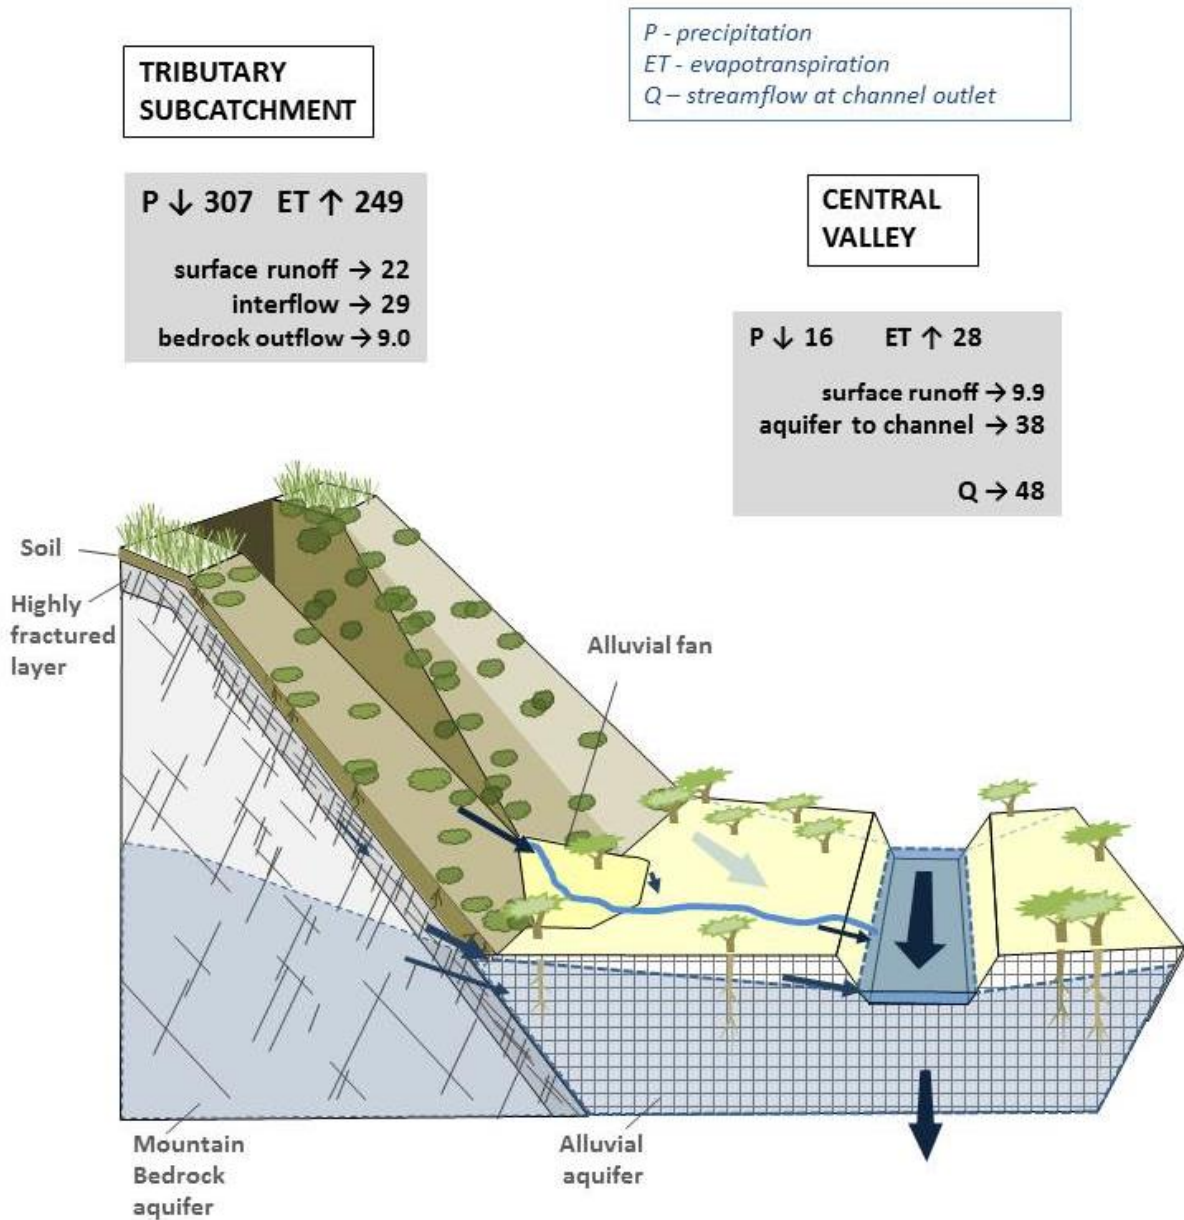 TRIBUTARY
SUBCATCHMENT
P - precipitation
ET - evapotranspiration
Q – streamflow at channel outlet
P ↓ 307 ET ↑ 249
surface runoff → 22
interflow → 29
bedrock outflow → 9.0
CENTRAL
VALLEY
P ↓ 16 ET ↑ 28
surface runoff → 9.9
aquifer to channel → 38
Q → 48
Soil
Highly
fractured
layer
Alluvial fan
Mountain
Bedrock
aquifer
Alluvial
aquifer